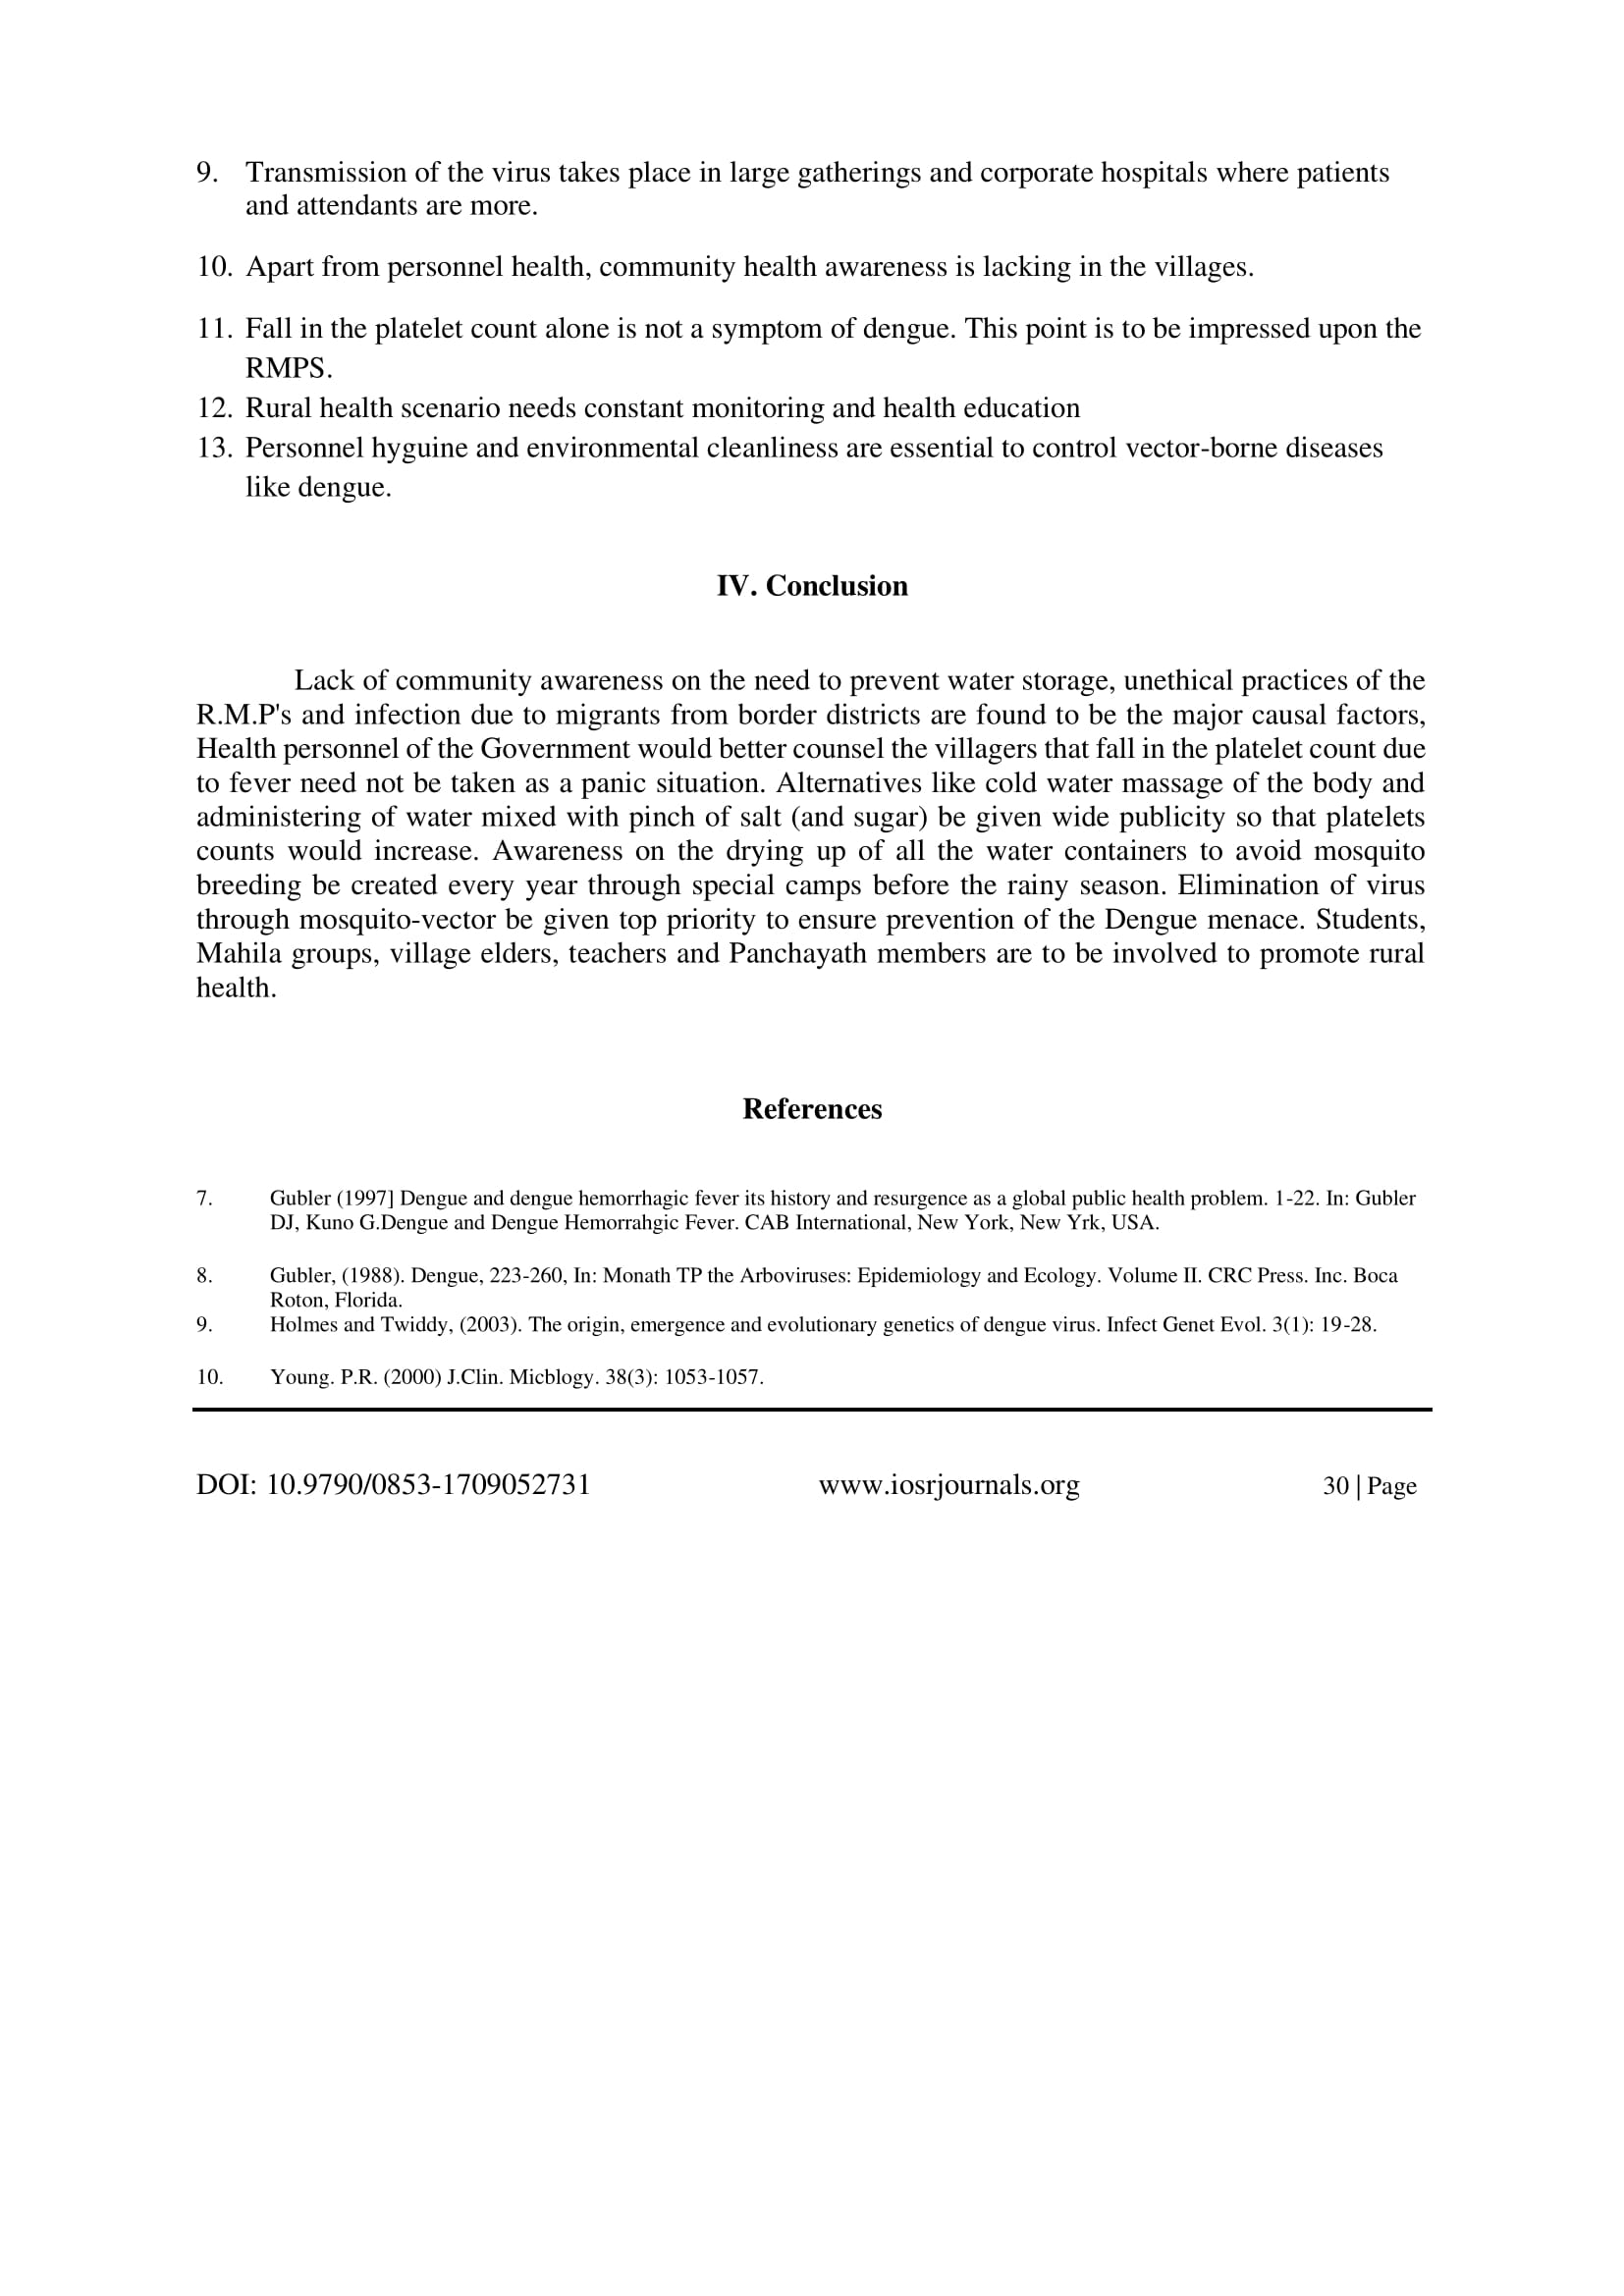 9. Transmission of the virus takes place in large gatherings and corporate hospitals where patients
and attendants are more.
10. Apart from personnel health, community health awareness is lacking in the villages.
11. Fall in the platelet count alone is not a symptom of dengue. This point is to be impressed upon the
RMPS.
12. Rural health scenario needs constant monitoring and health education
13. Personnel hyguine and environmental cleanliness are essential to control vector-borne diseases
like dengue.
IV. Conclusion
Lack of community awareness on the need to prevent water storage, unethical practices of the
R.M.P's and infection due to migrants from border districts are found to be the major causal factors,
Health personnel of the Government would better counsel the villagers that fall in the platelet count due
to fever need not be taken as a panic situation. Alternatives like cold water massage of the body and
administering of water mixed with pinch of salt (and sugar) be given wide publicity so that platelets
counts would increase. Awareness on the drying up of all the water containers to avoid mosquito
breeding be created every year through special camps before the rainy season. Elimination of virus
through mosquito-vector be given top priority to ensure prevention of the Dengue menace. Students,
Mahila groups, village elders, teachers and Panchayath members are to be involved to promote rural
health.
References
7. Gubler (1997] Dengue and dengue hemorrhagic fever its history and resurgence as a global public health problem. 1-22. In: Gubler
DJ, Kuno G.Dengue and Dengue Hemorrahgic Fever. CAB International, New York, New Yrk, USA.
8. Gubler, (1988). Dengue, 223-260, In: Monath TP the Arboviruses: Epidemiology and Ecology. Volume II. CRC Press. Inc. Boca
Roton, Florida.
9. Holmes and Twiddy, (2003). The origin, emergence and evolutionary genetics of dengue virus. Infect Genet Evol. 3(1): 19-28.
10. Young. P.R. (2000) J.Clin. Micblogy. 38(3): 1053-1057.
DOI: 10.9790/0853-1709052731 www.iosrjournals.org 30 | Page